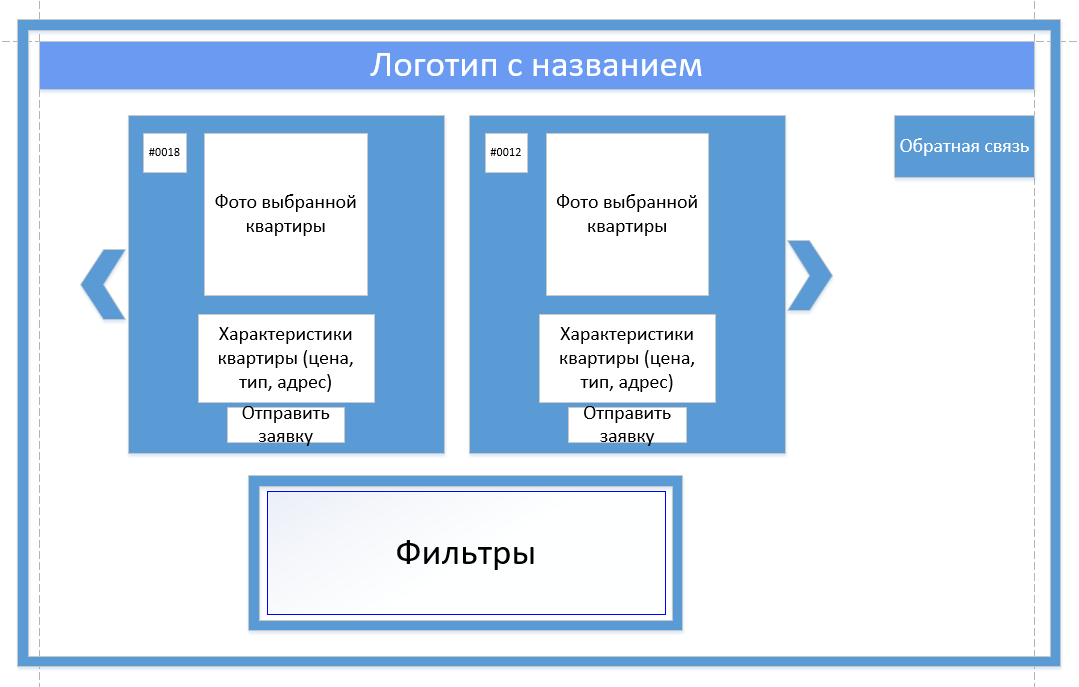 Логотип с названием
#0018
Фото выбранной
квартиры
Характеристики
квартиры (цена,
тип, адрес)
Отправить
заявку
#0012
Фото выбранной
квартиры
Характеристики
квартиры (цена,
тип, адрес)
Отправить
заявку
Обратная связь
Фильтры